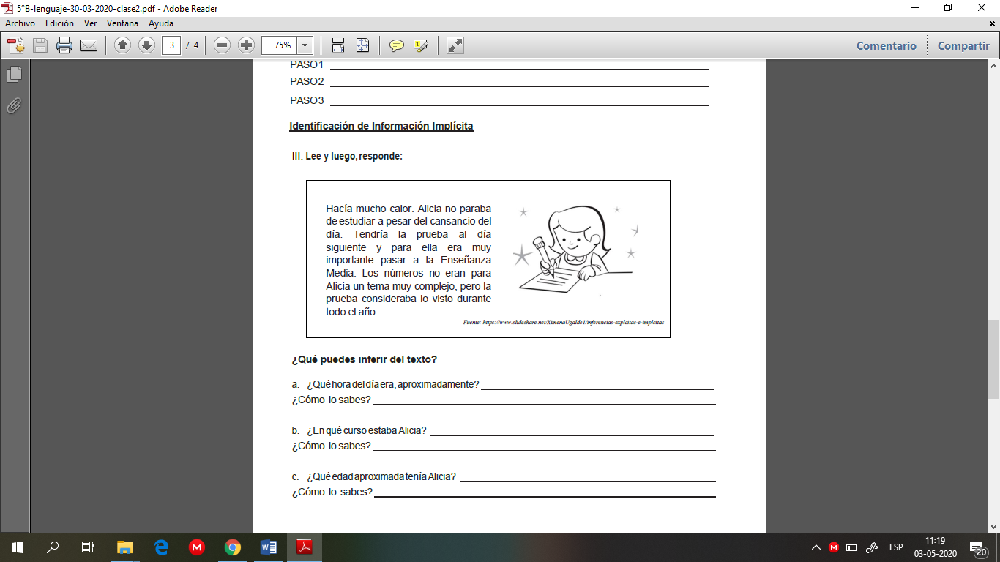 5°B-lenguaje-30-03-2020-clase2.pdf - Adobe Reader
Archivo Edición Ver Ventana Ayuda
3 / 4 75% Comentario Compartir
PASO1
PASO2
PASO3
Identificación de Información Implícita
III. Lee y luego, responde:
Hacía mucho calor. Alicia no paraba
de estudiar a pesar del cansancio del
día. Tendría la prueba al día
siguiente y para ella era muy
importante pasar a la Enseñanza
Media. Los números no eran para
Alicia un tema muy complejo, pero la
prueba consideraba lo visto durante
todo el año.
Fuente: https://www.slideshare.net/XimenaUgalde1/inferencias-explcitas-e-implcitas
¿Qué puedes inferir del texto?
a. ¿Qué hora del día era, aproximadamente?
¿Cómo lo sabes?
b. ¿En qué curso estaba Alicia?
¿Cómo lo sabes?
c. ¿Qué edad aproximada tenía Alicia?
¿Cómo lo sabes?
ESP
11:19
03-05-2020
20